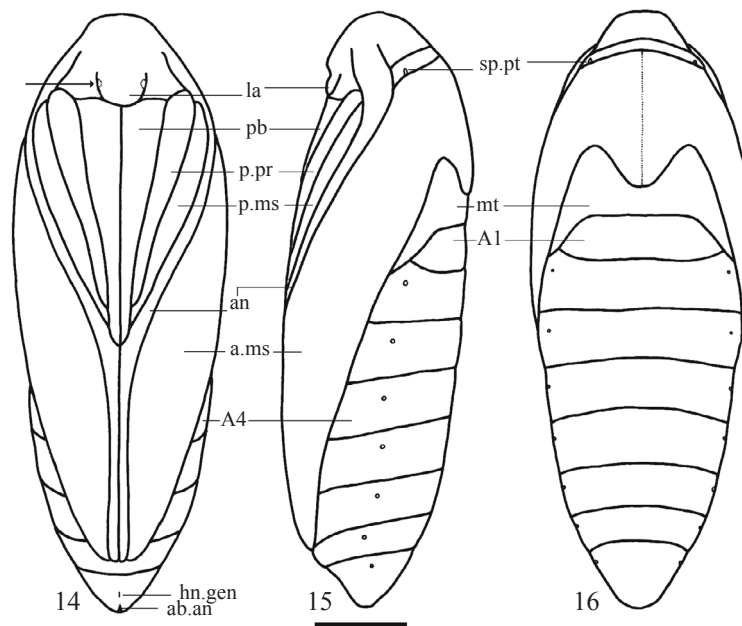 sp.pt
la
pb
p.pr
p.ms
mt
A1
an
a.ms
A4
hn.gen
ab.an
14
15
16